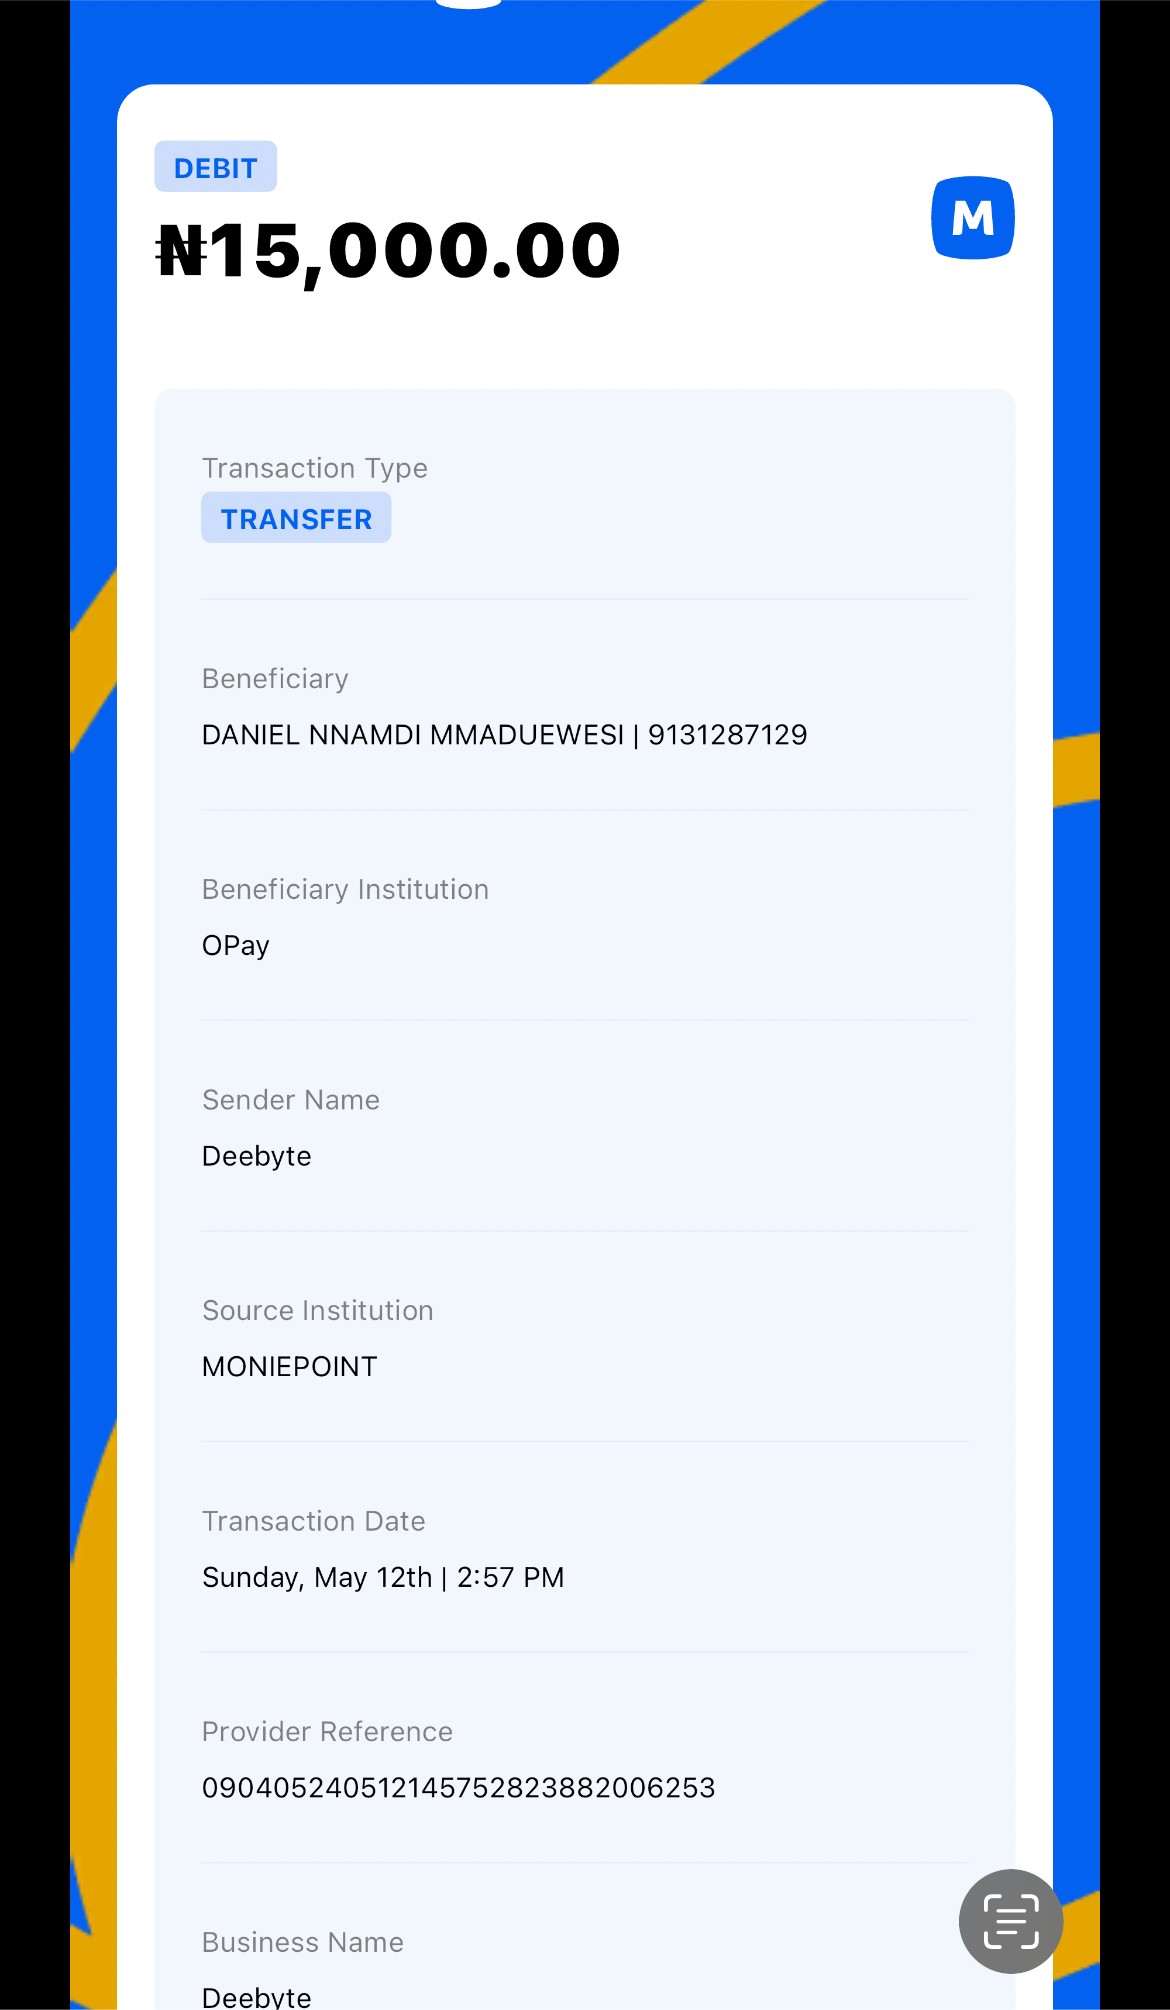 DEBIT
₦15,000.00
M
Transaction Type
TRANSFER
Beneficiary
DANIEL NNAMDI MMADUEWESI | 9131287129
Beneficiary Institution
OPay
Sender Name
Deebyte
Source Institution
MONIEPOINT
Transaction Date
Sunday, May 12th | 2:57 PM
Provider Reference
090405240512145752823882006253
Business Name
Deebyte